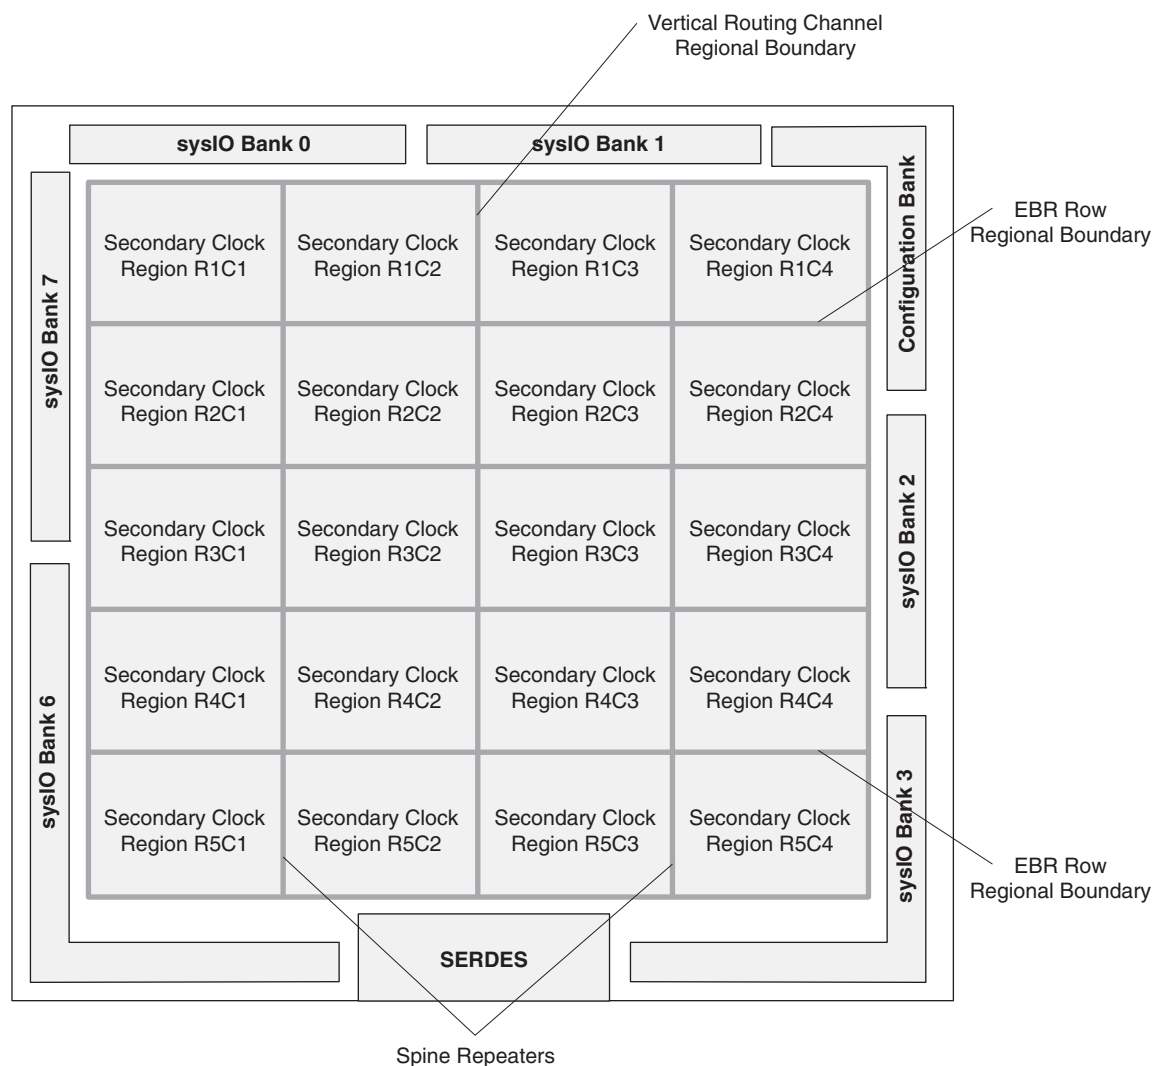 Vertical Routing Channel
Regional Boundary
sysIO Bank 0
sysIO Bank 1
Configuration Bank
EBR Row
Regional Boundary
sysIO Bank 7
Secondary Clock
Region R1C1
Secondary Clock
Region R1C2
Secondary Clock
Region R1C3
Secondary Clock
Region R1C4
Secondary Clock
Region R2C1
Secondary Clock
Region R2C2
Secondary Clock
Region R2C3
Secondary Clock
Region R2C4
sysIO Bank 2
Secondary Clock
Region R3C1
Secondary Clock
Region R3C2
Secondary Clock
Region R3C3
Secondary Clock
Region R3C4
sysIO Bank 6
Secondary Clock
Region R4C1
Secondary Clock
Region R4C2
Secondary Clock
Region R4C3
Secondary Clock
Region R4C4
sysIO Bank 3
Secondary Clock
Region R5C1
Secondary Clock
Region R5C2
Secondary Clock
Region R5C3
Secondary Clock
Region R5C4
EBR Row
Regional Boundary
SERDES
Spine Repeaters